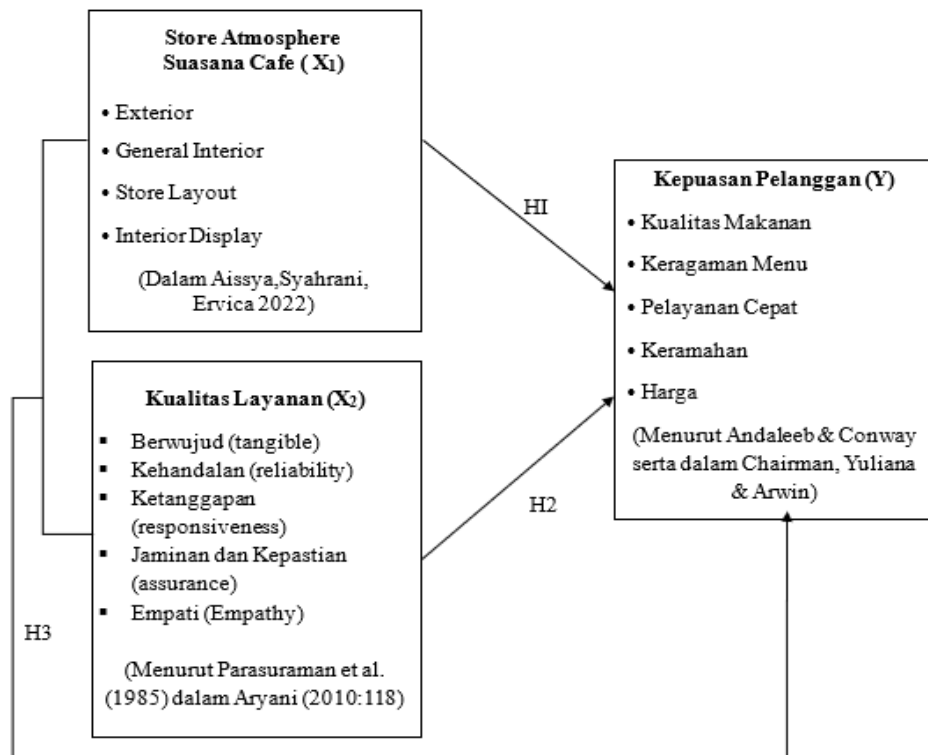 Store Atmosphere
Suasana Cafe ( X₁)
• Exterior
• General Interior
• Store Layout
• Interior Display
(Dalam Aissya,Syahrani,
Ervica 2022)
HI
Kualitas Layanan (X₂)
▪ Berwujud (tangible)
▪ Kehandalan (reliability)
▪ Ketanggapan
(responsiveness)
▪ Jaminan dan Kepastian
(assurance)
▪ Empati (Empathy)
(Menurut Parasuraman et al.
(1985) dalam Aryani (2010:118)
H2
H3
Kepuasan Pelanggan (Y)
• Kualitas Makanan
• Keragaman Menu
• Pelayanan Cepat
• Keramahan
• Harga
(Menurut Andaleeb & Conway
serta dalam Chairman, Yuliana
& Arwin)